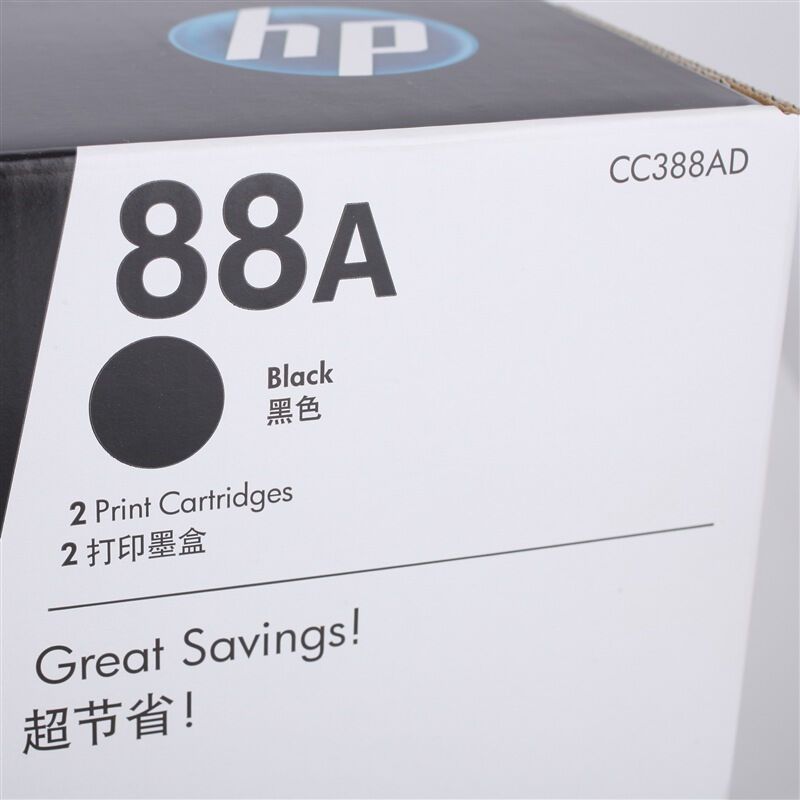 hp
CC388AD
88A
Black
黑色
2 Print Cartridges
2 打印墨盒
Great Savings!
超节省!